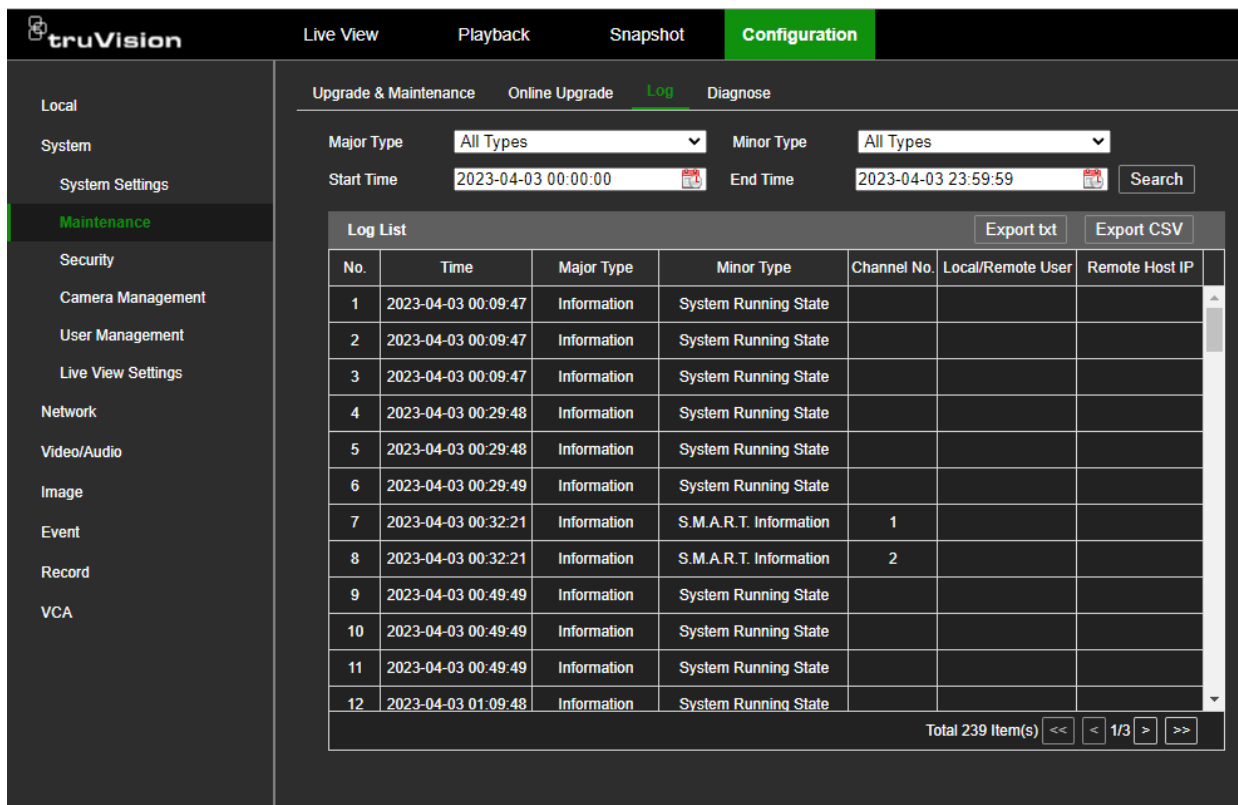 truVision Live View Playback Snapshot Configuration
Upgrade & Maintenance Online Upgrade Log Diagnose
Local
System
System Settings
Maintenance
Security
Camera Management
User Management
Live View Settings
Network
Video/Audio
Image
Event
Record
VCA
Major Type All Types Minor Type All Types
Start Time 2023-04-03 00:00:00 End Time 2023-04-03 23:59:59 Search
Log List Export txt Export CSV
No. Time Major Type Minor Type Channel No. Local/Remote User Remote Host IP
1 2023-04-03 00:09:47 Information System Running State
2 2023-04-03 00:09:47 Information System Running State
3 2023-04-03 00:09:47 Information System Running State
4 2023-04-03 00:29:48 Information System Running State
5 2023-04-03 00:29:48 Information System Running State
6 2023-04-03 00:29:49 Information System Running State
7 2023-04-03 00:32:21 Information S.M.A.R.T. Information 1
8 2023-04-03 00:32:21 Information S.M.A.R.T. Information 2
9 2023-04-03 00:49:49 Information System Running State
10 2023-04-03 00:49:49 Information System Running State
11 2023-04-03 00:49:49 Information System Running State
12 2023-04-03 01:09:48 Information System Running State
Total 239 Item(s) << < 1/3 > >>